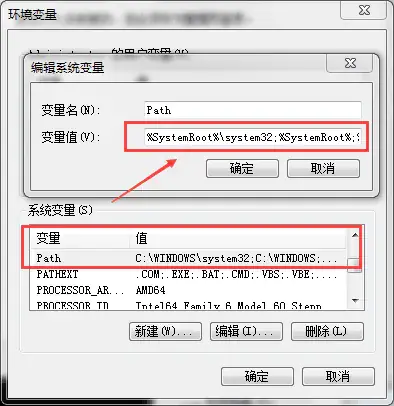 环境变量
的用户变量(U)
编辑系统变量
变量名(N): Path
变量值(V): %SystemRoot%\system32;%SystemRoot%;%
确定 取消
系统变量(S)
变量 值
Path C:\WINDOWS\system32;C:\WINDOWS;...
PATHEXT .COM;.EXE;.BAT;.CMD;.VBS;.VBE;....
PROCESSOR_AR... AMD64
PROCESSOR_ID Intel64 Family 6 Model 60 Stepp
新建(W)... 编辑(I)... 删除(L)
确定 取消